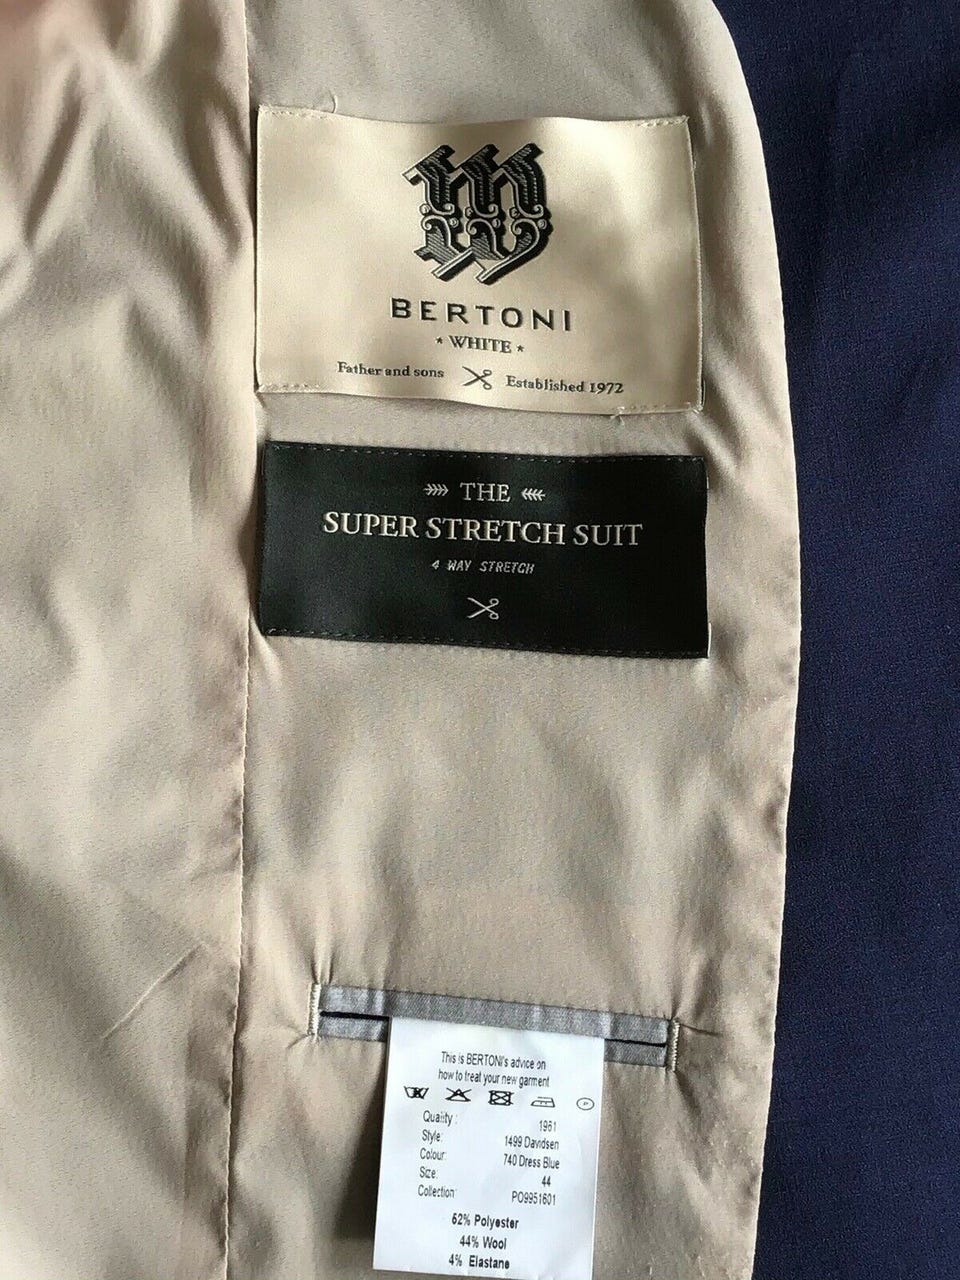 W
BERTONI
* WHITE *
Father and sons Established 1972
THE
SUPER STRETCH SUIT
4 WAY STRETCH
This is BERTONI's advice on
how to treat your new garment
P
Quality : 1961
Style: 1499 Davidsen
Colour: 740 Dress Blue
Size: 44
Collection: PO9951601
52% Polyester
44% Wool
4% Elastane